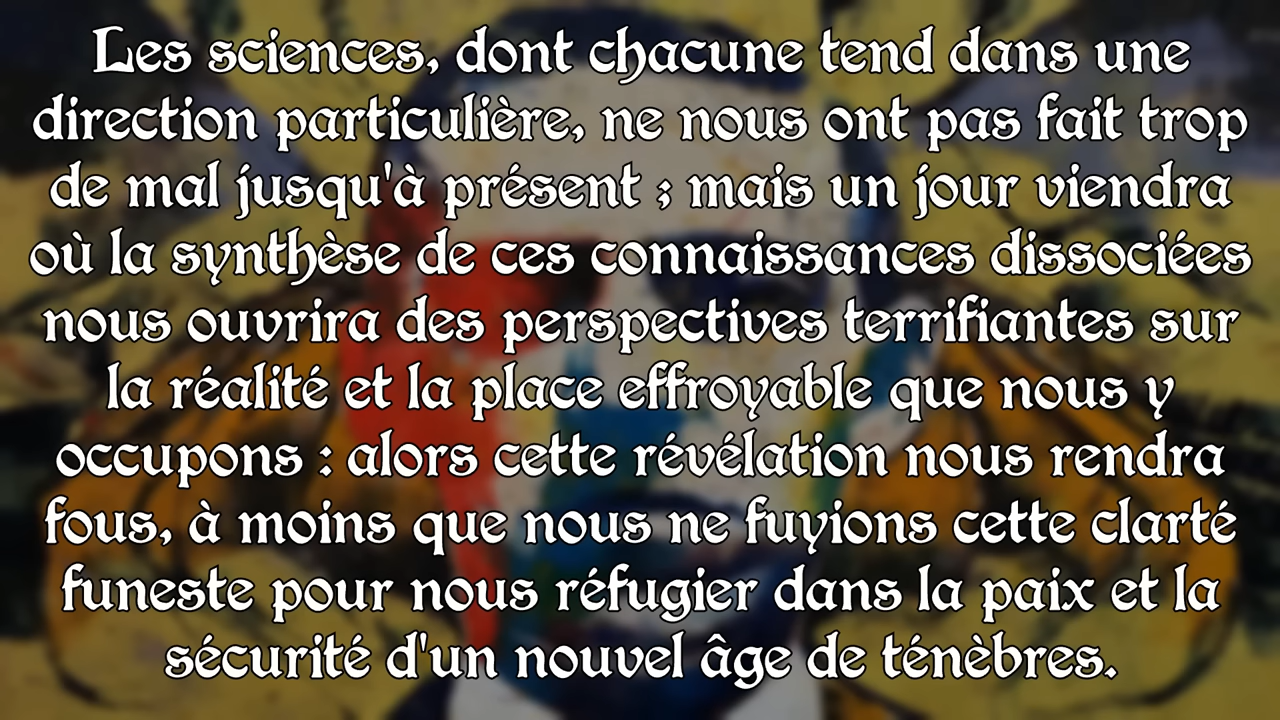 Les sciences, dont chacune tend dans une
direction particulière, ne nous ont pas fait trop
de mal jusqu'à présent ; mais un jour viendra
où la synthèse de ces connaissances dissociées
nous ouvrira des perspectives terrifiantes sur
la réalité et la place effroyable que nous y
occupons : alors cette révélation nous rendra
fous, à moins que nous ne fuyions cette clarté
funeste pour nous réfugier dans la paix et la
sécurité d'un nouvel âge de ténèbres.